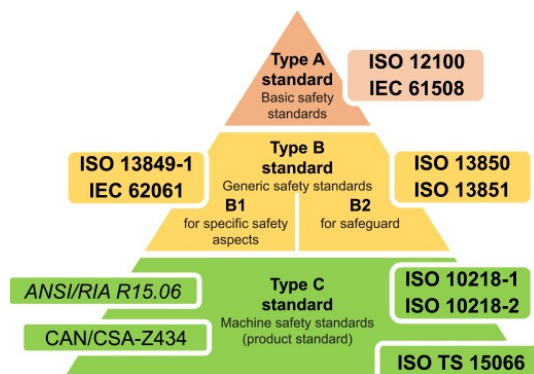 Type A
standard
Basic safety
standards
ISO 12100
IEC 61508
Type B
standard
Generic safety standards
ISO 13849-1
IEC 62061
ISO 13850
ISO 13851
B1
for specific safety
aspects
B2
for safeguard
Type C
standard
Machine safety standards
(product standard)
ANSI/RIA R15.06
CAN/CSA-Z434
ISO 10218-1
ISO 10218-2
ISO TS 15066